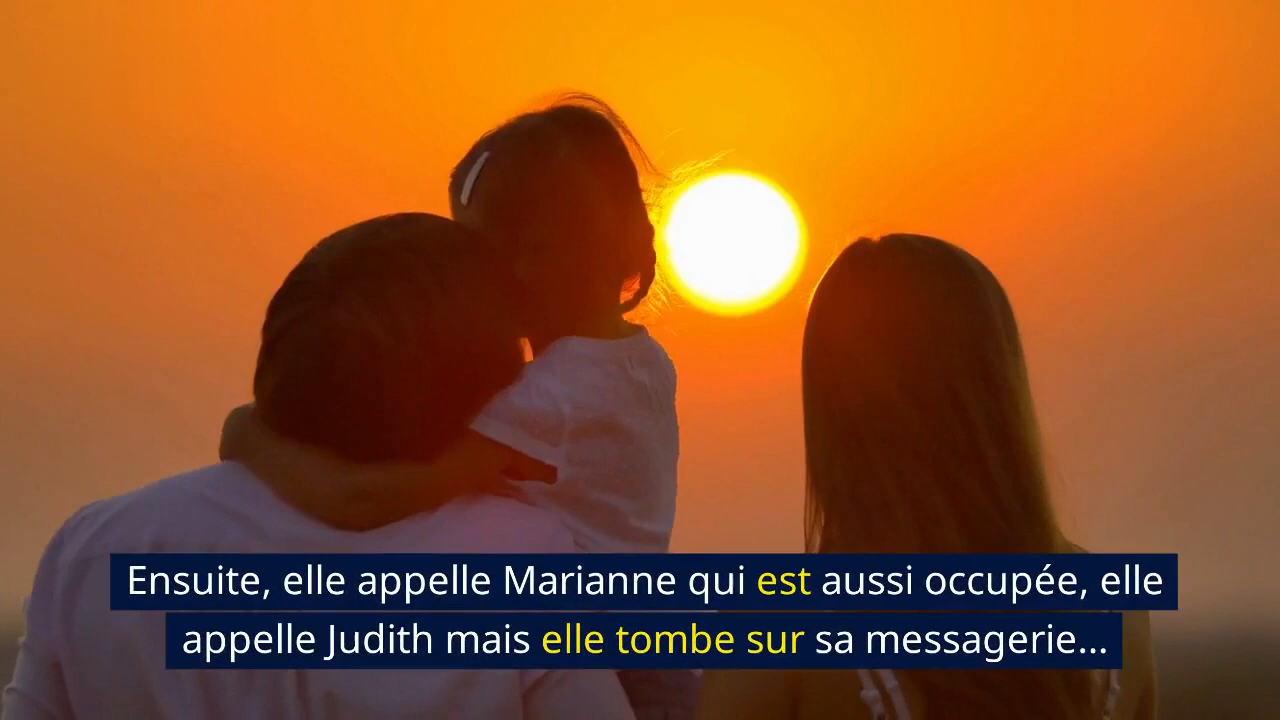 Ensuite, elle appelle Marianne qui est aussi occupée, elle
appelle Judith mais elle tombe sur sa messagerie...